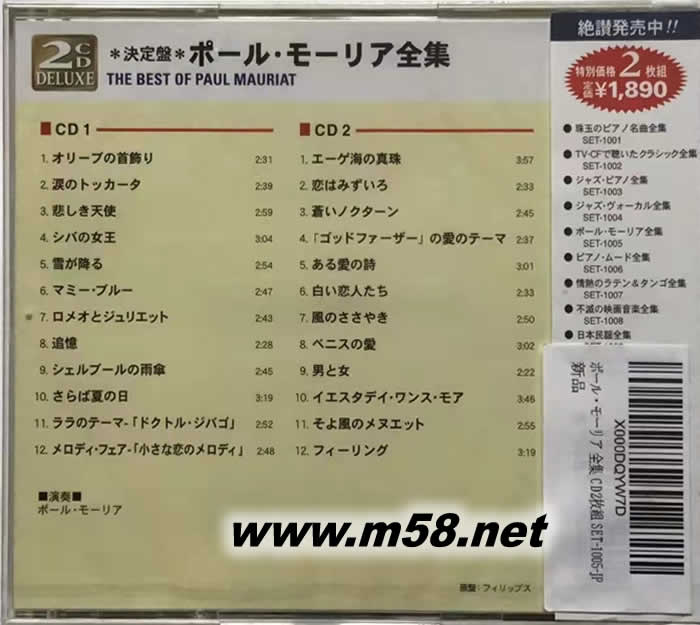 2 CD
DELUXE
＊決定盤＊ポール・モーリア全集
THE BEST OF PAUL MAURIAT
CD 1
1. オリーブの首飾り 2:31
2. 涙のトッカータ 2:39
3. 悲しき天使 2:59
4. シバの女王 3:04
5. 雪が降る 2:54
6. マミー・ブルー 2:47
7. ロメオとジュリエット 2:43
8. 追憶 2:28
9. シェルブールの雨傘 2:45
10. さらば夏の日 3:19
11. ララのテーマ-「ドクトル・ジバゴ」 2:52
12. メロディ・フェア-「小さな恋のメロディ」 2:48
■演奏■
ポール・モーリア
CD 2
1. エーゲ海の真珠 3:57
2. 恋はみずいろ 2:33
3. 蒼いノクターン 2:45
4. 「ゴッドファーザー」の愛のテーマ 2:37
5. ある愛の詩 3:01
6. 白い恋人たち 2:33
7. 風のささやき 2:50
8. ベニスの愛 3:02
9. 男と女 2:22
10. イエスタデイ・ワンス・モア 3:46
11. そよ風のメヌエット 2:55
12. フィーリング 3:19
原盤：フィリップス
絶讃発売中!!
特別価格2枚組
定価¥1,890
● 珠玉のピアノ名曲全集
SET-1001
● TV-CFで聴いたクラシック全集
SET-1002
● ジャズ・ピアノ全集
SET-1003
● ジャズ・ヴォーカル全集
SET-1004
● ポール・モーリア全集
SET-1005
● ピアノ・ムード全集
SET-1006
● 情熱のラテン＆タンゴ全集
SET-1007
● 不滅の映画音楽全集
SET-1008
● 日本民謡全集
X000DQYW7D
ポール・モーリア 全集 CD2枚組 SET-1005-JP
新品
www.m58.net